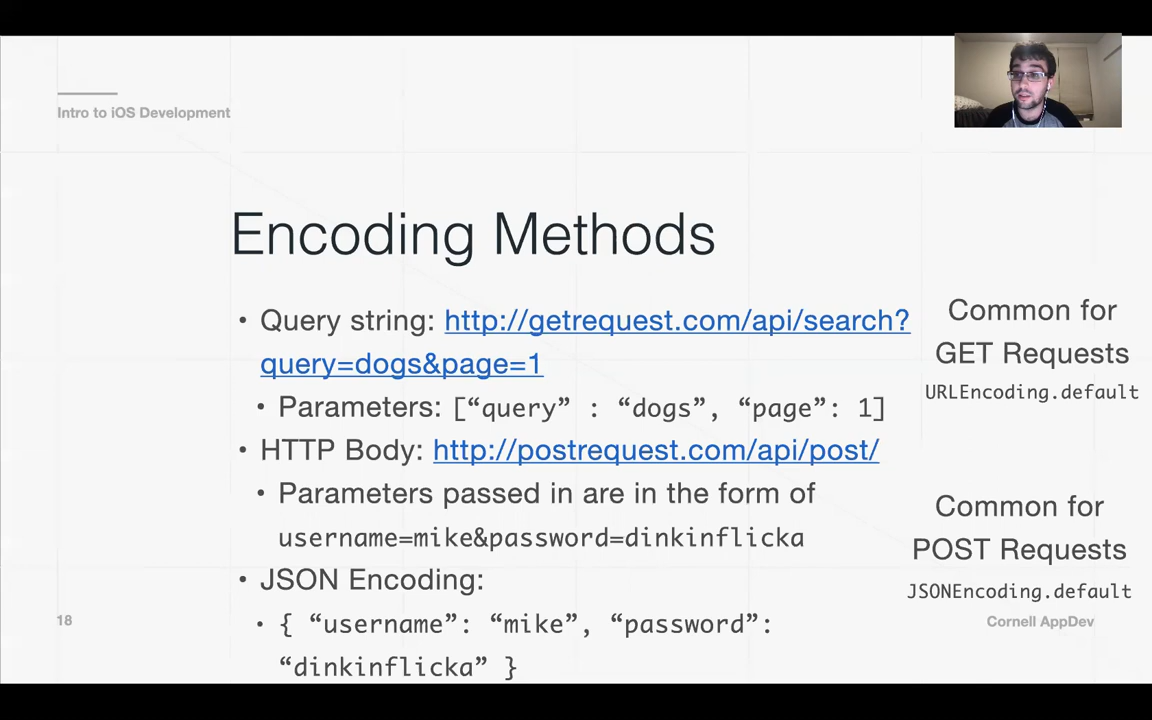 Intro to iOS Development
Encoding Methods
• Query string: http://getrequest.com/api/search?
query=dogs&page=1
• Parameters: [“query” : “dogs”, “page”: 1]
• HTTP Body: http://postrequest.com/api/post/
• Parameters passed in are in the form of
username=mike&password=dinkinflicka
• JSON Encoding:
• { “username”: “mike”, “password”:
“dinkinflicka” }
Common for
GET Requests
URLEncoding.default
Common for
POST Requests
JSONEncoding.default
18
Cornell AppDev